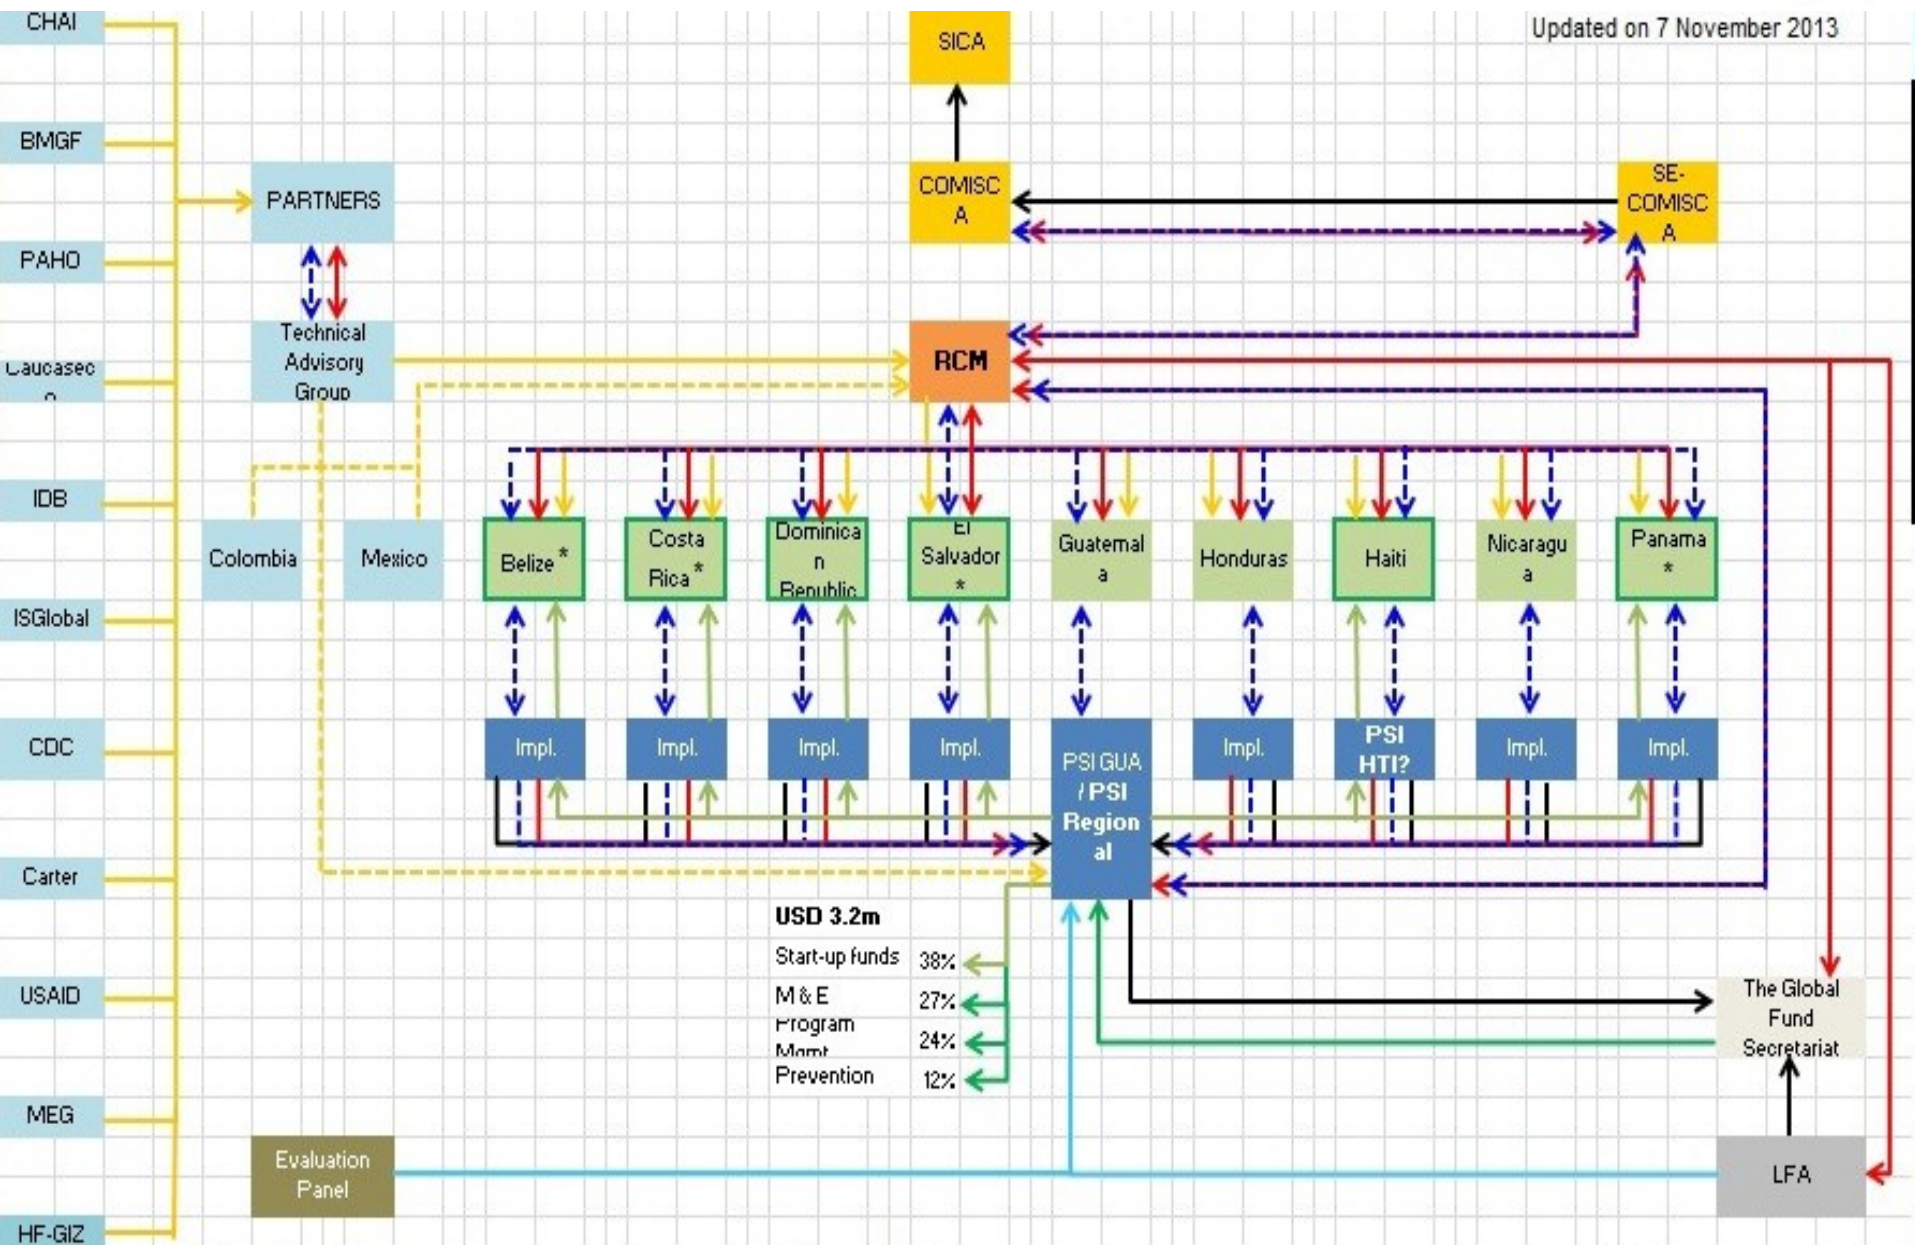 Updated on 7 November 2013
CHAI
SICA
BMGF
PARTNERS
COMISC
A
SE-
COMISC
A
PAHO
Technical
Advisory
Group
RCM
Caucasec
o
IDB
Colombia
Mexico
Belize *
Costa
Rica *
Dominica
n
Republic
El
Salvador
*
Guatemal
a
Honduras
Haiti
Nicaragu
a
Panama
*
ISGlobal
CDC
Impl.
Impl.
Impl.
Impl.
PSI GUA
/ PSI
Region
al
Impl.
PSI
HTI?
Impl.
Impl.
Carter
USD 3.2m
Start-up funds 38%
M & E 27%
Program
Mgmt 24%
Prevention 12%
USAID
The Global
Fund
Secretariat
MEG
Evaluation
Panel
LFA
HF-GIZ